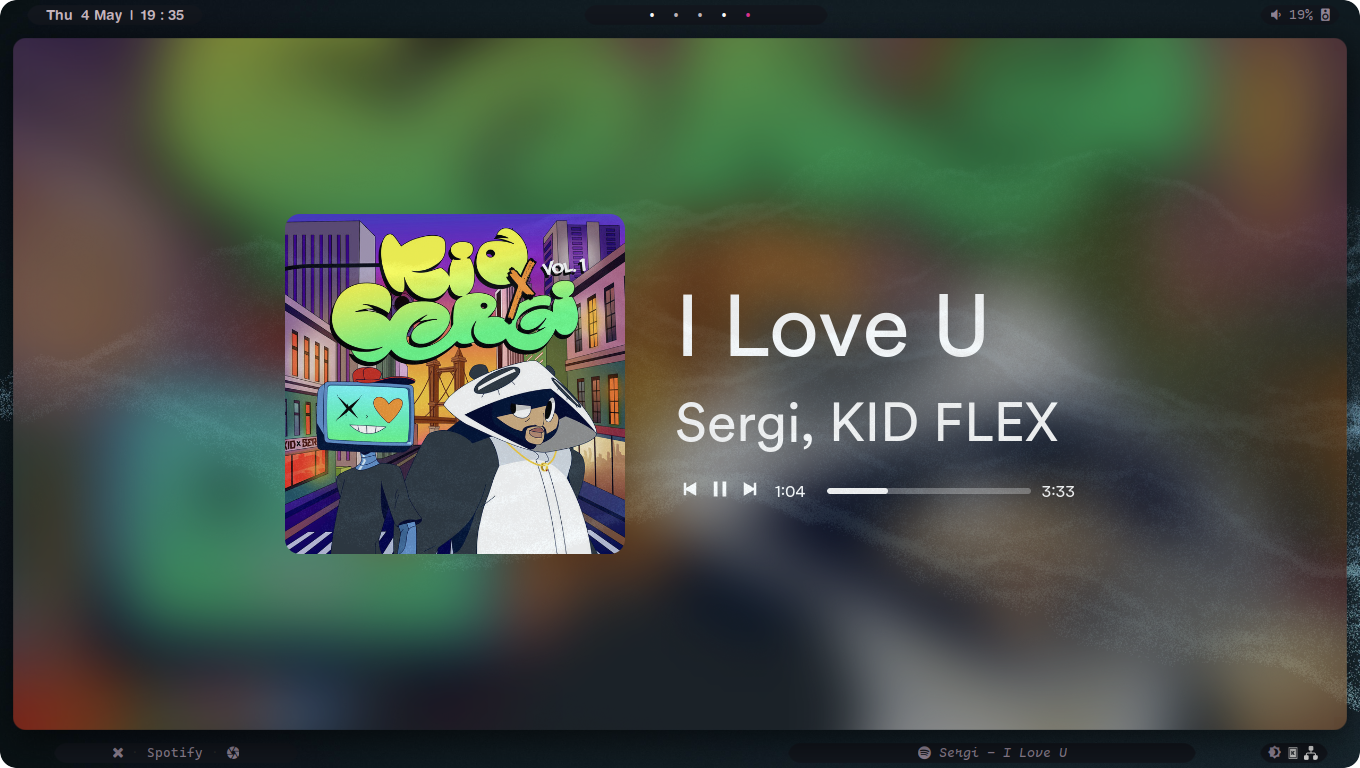 Thu 4 May | 19 : 35
19%
Kid
x
VOL. 1
Sergi
KID x SER
I Love U
Sergi, KID FLEX
1:04
3:33
Spotify
Sergi – I Love U